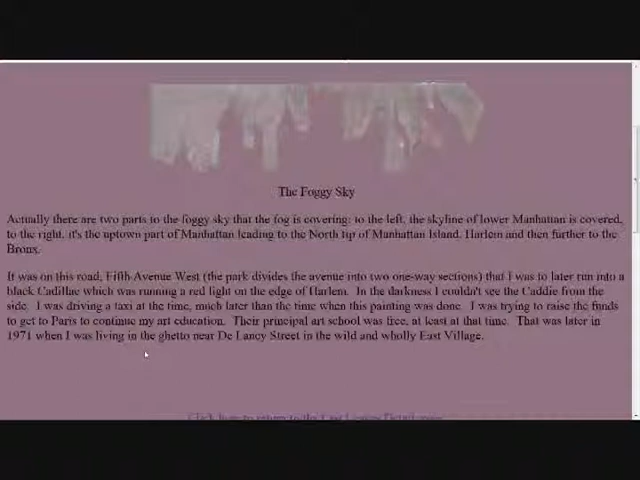 The Foggy Sky
Actually there are two parts to the foggy sky that the fog is covering: to the left, the skyline of lower Manhattan is covered,
to the right, it's the uptown part of Manhattan leading to the North tip of Manhattan Island, Harlem and then further to the
Bronx.
It was on this road, Fifth Avenue West (the park divides the avenue into two one-way sections) that I was to later run into a
black Cadillac which was running a red light on the edge of Harlem.  In the darkness I couldn't see the Caddie from the
side.  I was driving a taxi at the time, much later than the time when this painting was done.  I was trying to raise the funds
to get to Paris to continue my art education.  Their principal art school was free, at least at that time.  That was later in
1971 when I was living in the ghetto near De Lancy Street in the wild and wholly East Village.
Click here to return to the